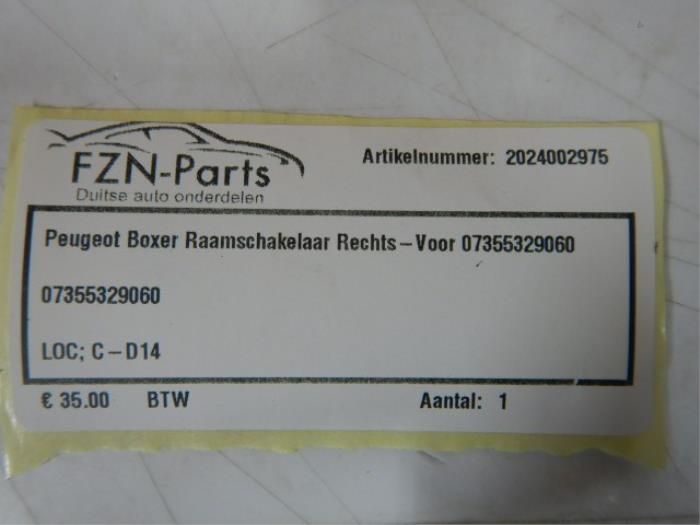 FZN-Parts
Duitse auto onderdelen
Artikelnummer: 2024002975
Peugeot Boxer Raamschakelaar Rechts-Voor 07355329060
07355329060
LOC; C-D14
€ 35.00 BTW Aantal: 1